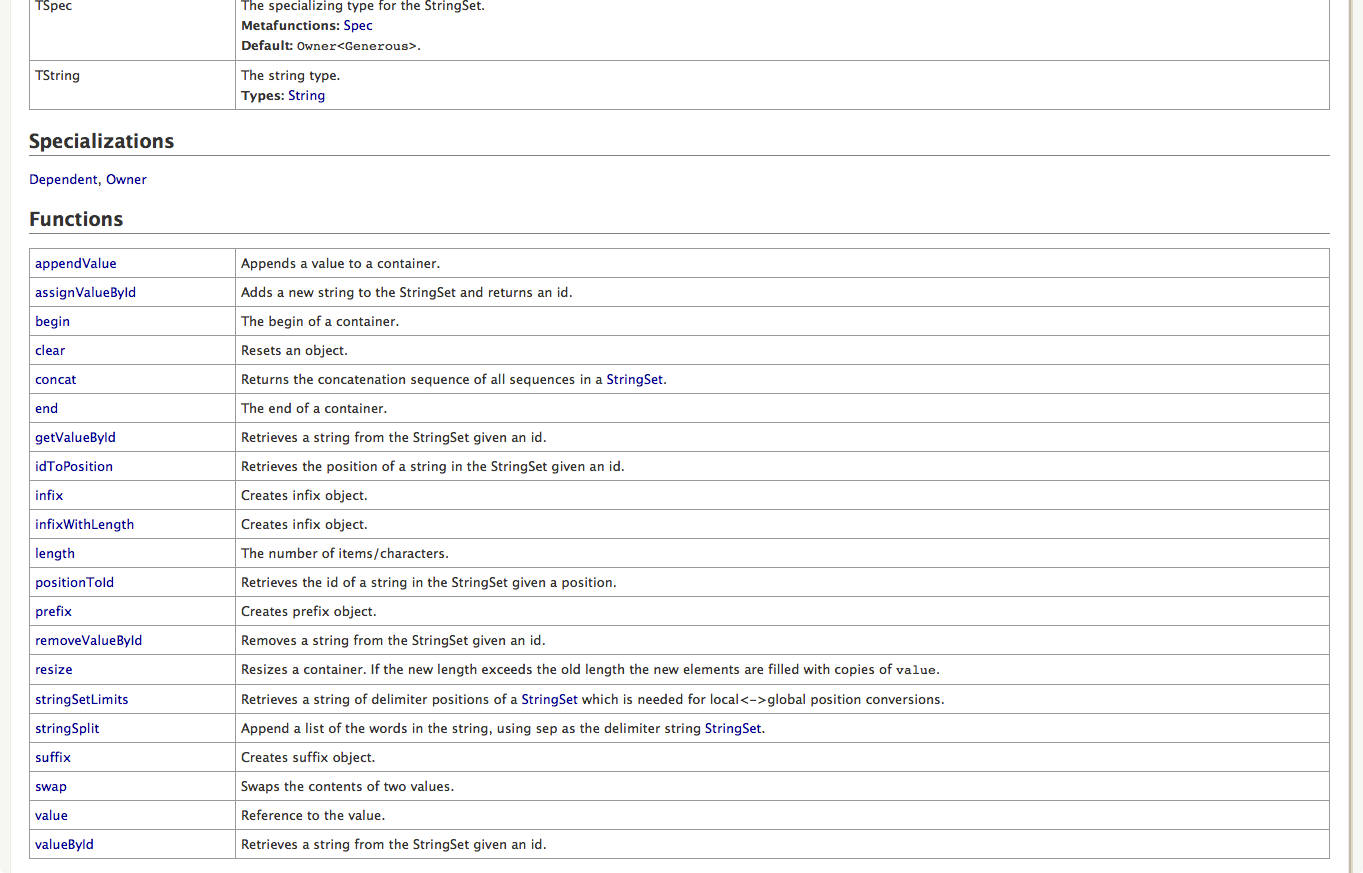 TSpec The specializing type for the StringSet.
Metafunctions: Spec
Default: Owner<Generous>.
TString The string type.
Types: String
Specializations
Dependent, Owner
Functions
appendValue Appends a value to a container.
assignValueById Adds a new string to the StringSet and returns an id.
begin The begin of a container.
clear Resets an object.
concat Returns the concatenation sequence of all sequences in a StringSet.
end The end of a container.
getValueById Retrieves a string from the StringSet given an id.
idToPosition Retrieves the position of a string in the StringSet given an id.
infix Creates infix object.
infixWithLength Creates infix object.
length The number of items/characters.
positionToId Retrieves the id of a string in the StringSet given a position.
prefix Creates prefix object.
removeValueById Removes a string from the StringSet given an id.
resize Resizes a container. If the new length exceeds the old length the new elements are filled with copies of value.
stringSetLimits Retrieves a string of delimiter positions of a StringSet which is needed for local<->global position conversions.
stringSplit Append a list of the words in the string, using sep as the delimiter string StringSet.
suffix Creates suffix object.
swap Swaps the contents of two values.
value Reference to the value.
valueById Retrieves a string from the StringSet given an id.